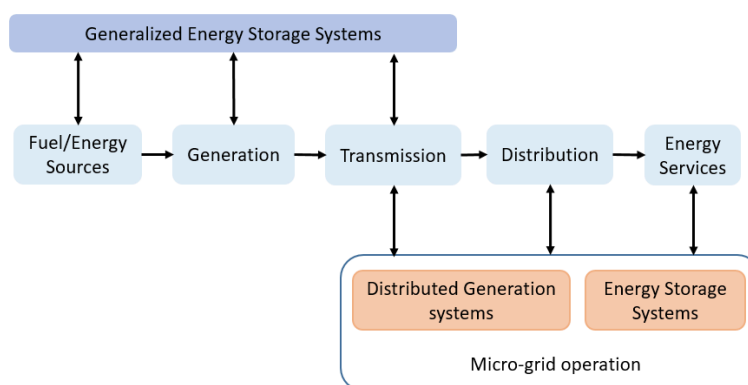 Generalized Energy Storage Systems
Fuel/Energy
Sources
Generation
Transmission
Distribution
Energy
Services
Distributed Generation
systems
Energy Storage
Systems
Micro-grid operation